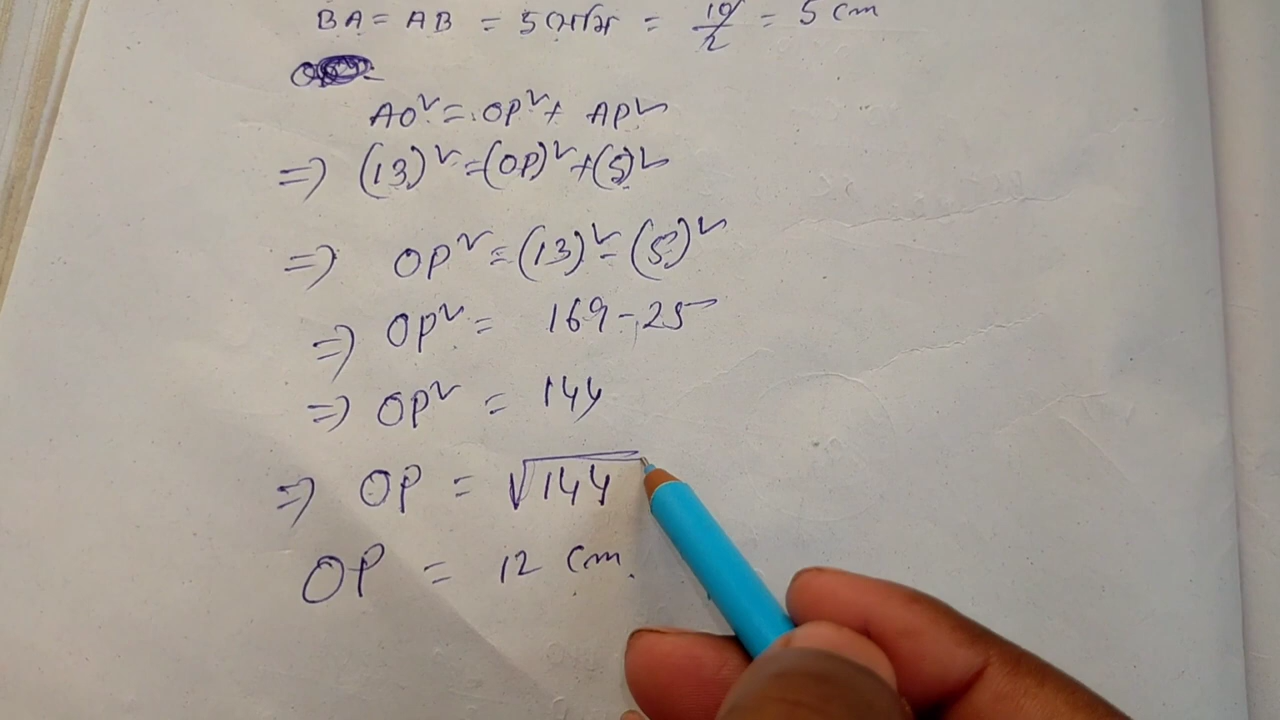 BA = AB = 5 সেমি = 10/2 = 5 cm
AO² = OP² + AP²
=> (13)² = (OP)² + (5)²
=> OP² = (13)² - (5)²
=> OP² = 169 - 25
=> OP² = 144
=> OP = √144
OP = 12 cm.